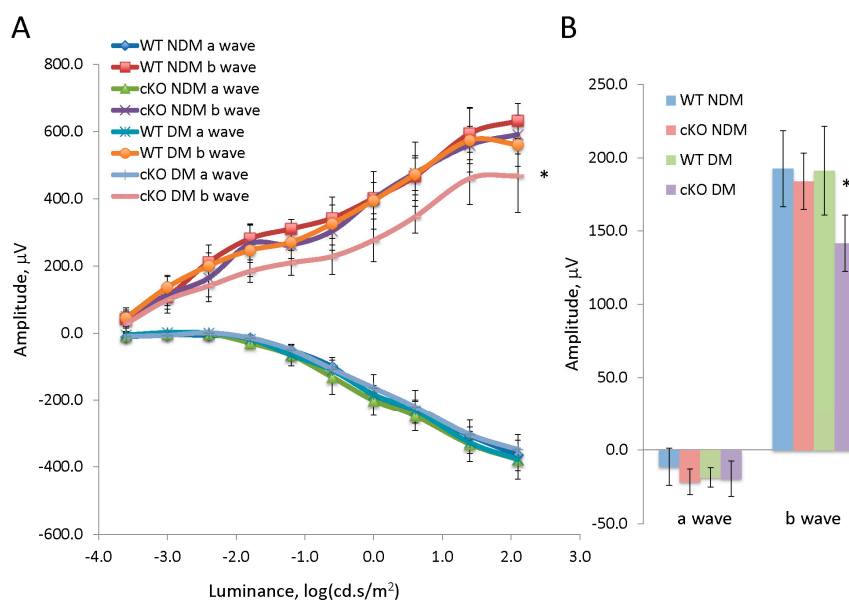 A
WT NDM a wave
WT NDM b wave
cKO NDM a wave
cKO NDM b wave
WT DM a wave
WT DM b wave
cKO DM a wave
cKO DM b wave
800.0
600.0
400.0
200.0
0.0
-200.0
-400.0
-600.0
Amplitude, μV
*
-4.0 -3.0 -2.0 -1.0 0.0 1.0 2.0 3.0
Luminance, log(cd.s/m²)
B
WT NDM
cKO NDM
WT DM
cKO DM
250.0
200.0
150.0
100.0
50.0
0.0
-50.0
Amplitude, μV
*
a wave b wave